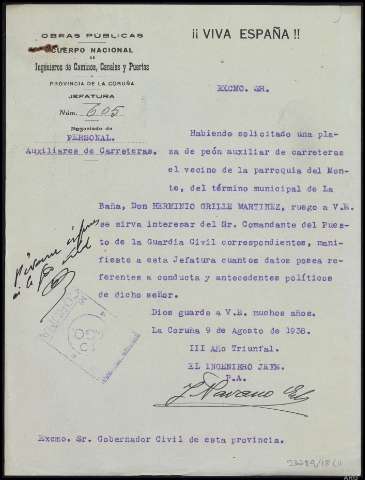 OBRAS PÚBLICAS
CUERPO NACIONAL
de
Ingenieros de Caminos, Canales y Puertos
PROVINCIA DE LA CORUÑA
JEFATURA
Núm. 605
Negociado de
PERSONAL.
Auxiliares de Carreteras.
¡¡ VIVA ESPAÑA !!
EXCMO. SR.
Habiendo solicitado una pla-
za de peón auxiliar de carreteras
el vecino de la parroquia del Mon-
te, del término municipal de La
Baña, Don HERMINIO GRILLE MARTINEZ, ruego a V.E.
se sirva interesar del Sr. Comandante del Pues-
to de la Guardia Civil correspondientes, mani-
fieste a esta Jefatura cuantos datos posea re-
ferentes a conducta y antecedentes políticos
de dicho señor.
Dios guarde a V.E. muchos años.
La Coruña 9 de Agosto de 1938.
III Año Triunfal.
EL INGENIERO JEFE.
P.A.
Excmo. Sr. Gobernador Civil de esta provincia.